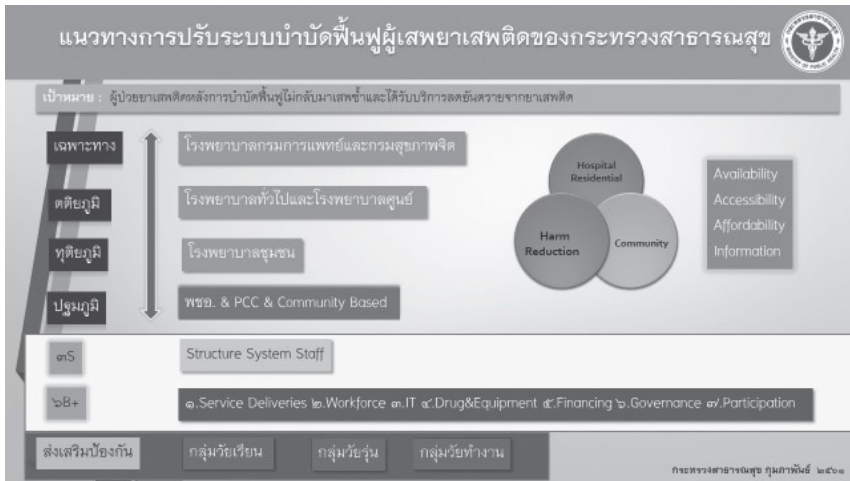 แนวทางการปรับระบบบำบัดฟื้นฟูผู้เสพยาเสพติดของกระทรวงสาธารณสุข
เป้าหมาย : ผู้ป่วยยาเสพติดหลังการบำบัดฟื้นฟูไม่กลับมาเสพซ้ำและได้รับบริการลดอันตรายจากยาเสพติด
เฉพาะทาง
โรงพยาบาลกรมการแพทย์และกรมสุขภาพจิต
ตติยภูมิ
โรงพยาบาลทั่วไปและโรงพยาบาลศูนย์
ทุติยภูมิ
โรงพยาบาลชุมชน
ปฐมภูมิ
พชอ. & PCC & Community Based
Hospital
Residential
Harm
Reduction
Community
Availability
Accessibility
Affordability
Information
๓S
Structure System Staff
๖B+
๑.Service Deliveries ๒.Workforce ๓.IT ๔.Drug&Equipment ๕.Financing ๖.Governance ๗.Participation
ส่งเสริมป้องกัน
กลุ่มวัยเรียน
กลุ่มวัยรุ่น
กลุ่มวัยทำงาน
กระทรวงสาธารณสุข กุมภาพันธ์ ๒๕๖๑